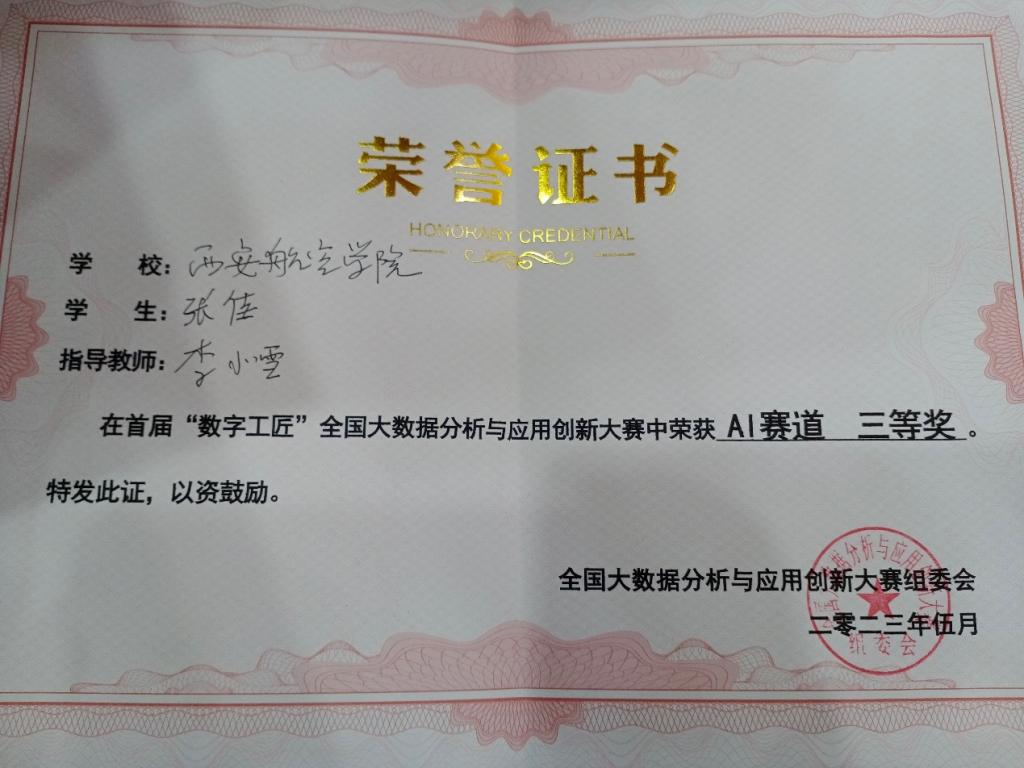 荣誉证书
HONORARY CREDENTIAL
学 校：西安航空学院
学 生：张佳
指导教师：李小雪
在首届“数字工匠”全国大数据分析与应用创新大赛中荣获 AI赛道 三等奖 。
特发此证，以资鼓励。
全国大数据分析与应用创新大赛组委会
二零二三年伍月
组委会